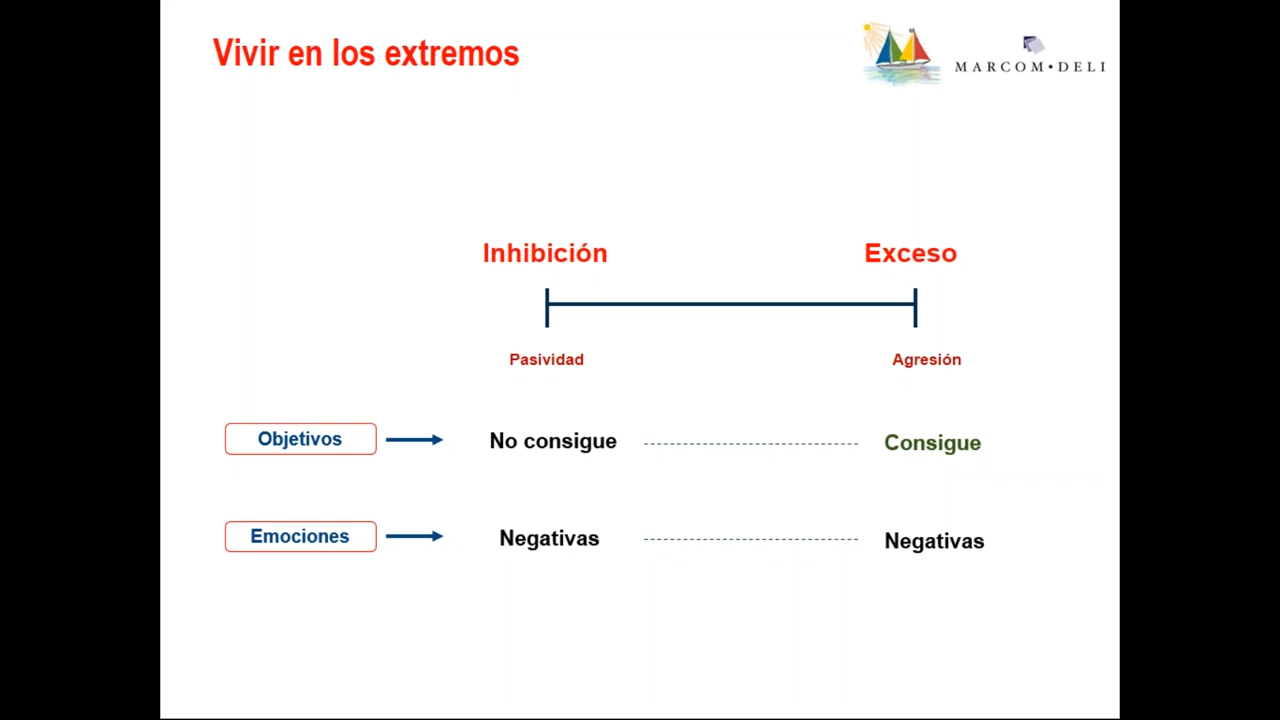 Vivir en los extremos
MARCOM•DELI
Inhibición
Exceso
Pasividad
Agresión
Objetivos
No consigue
Consigue
Emociones
Negativas
Negativas